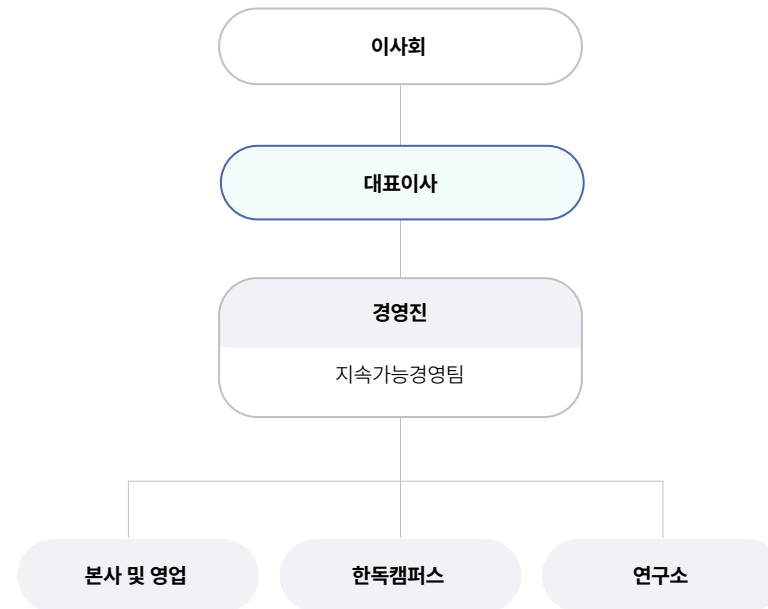 이사회
대표이사
경영진
지속가능경영팀
본사 및 영업
한독캠퍼스
연구소